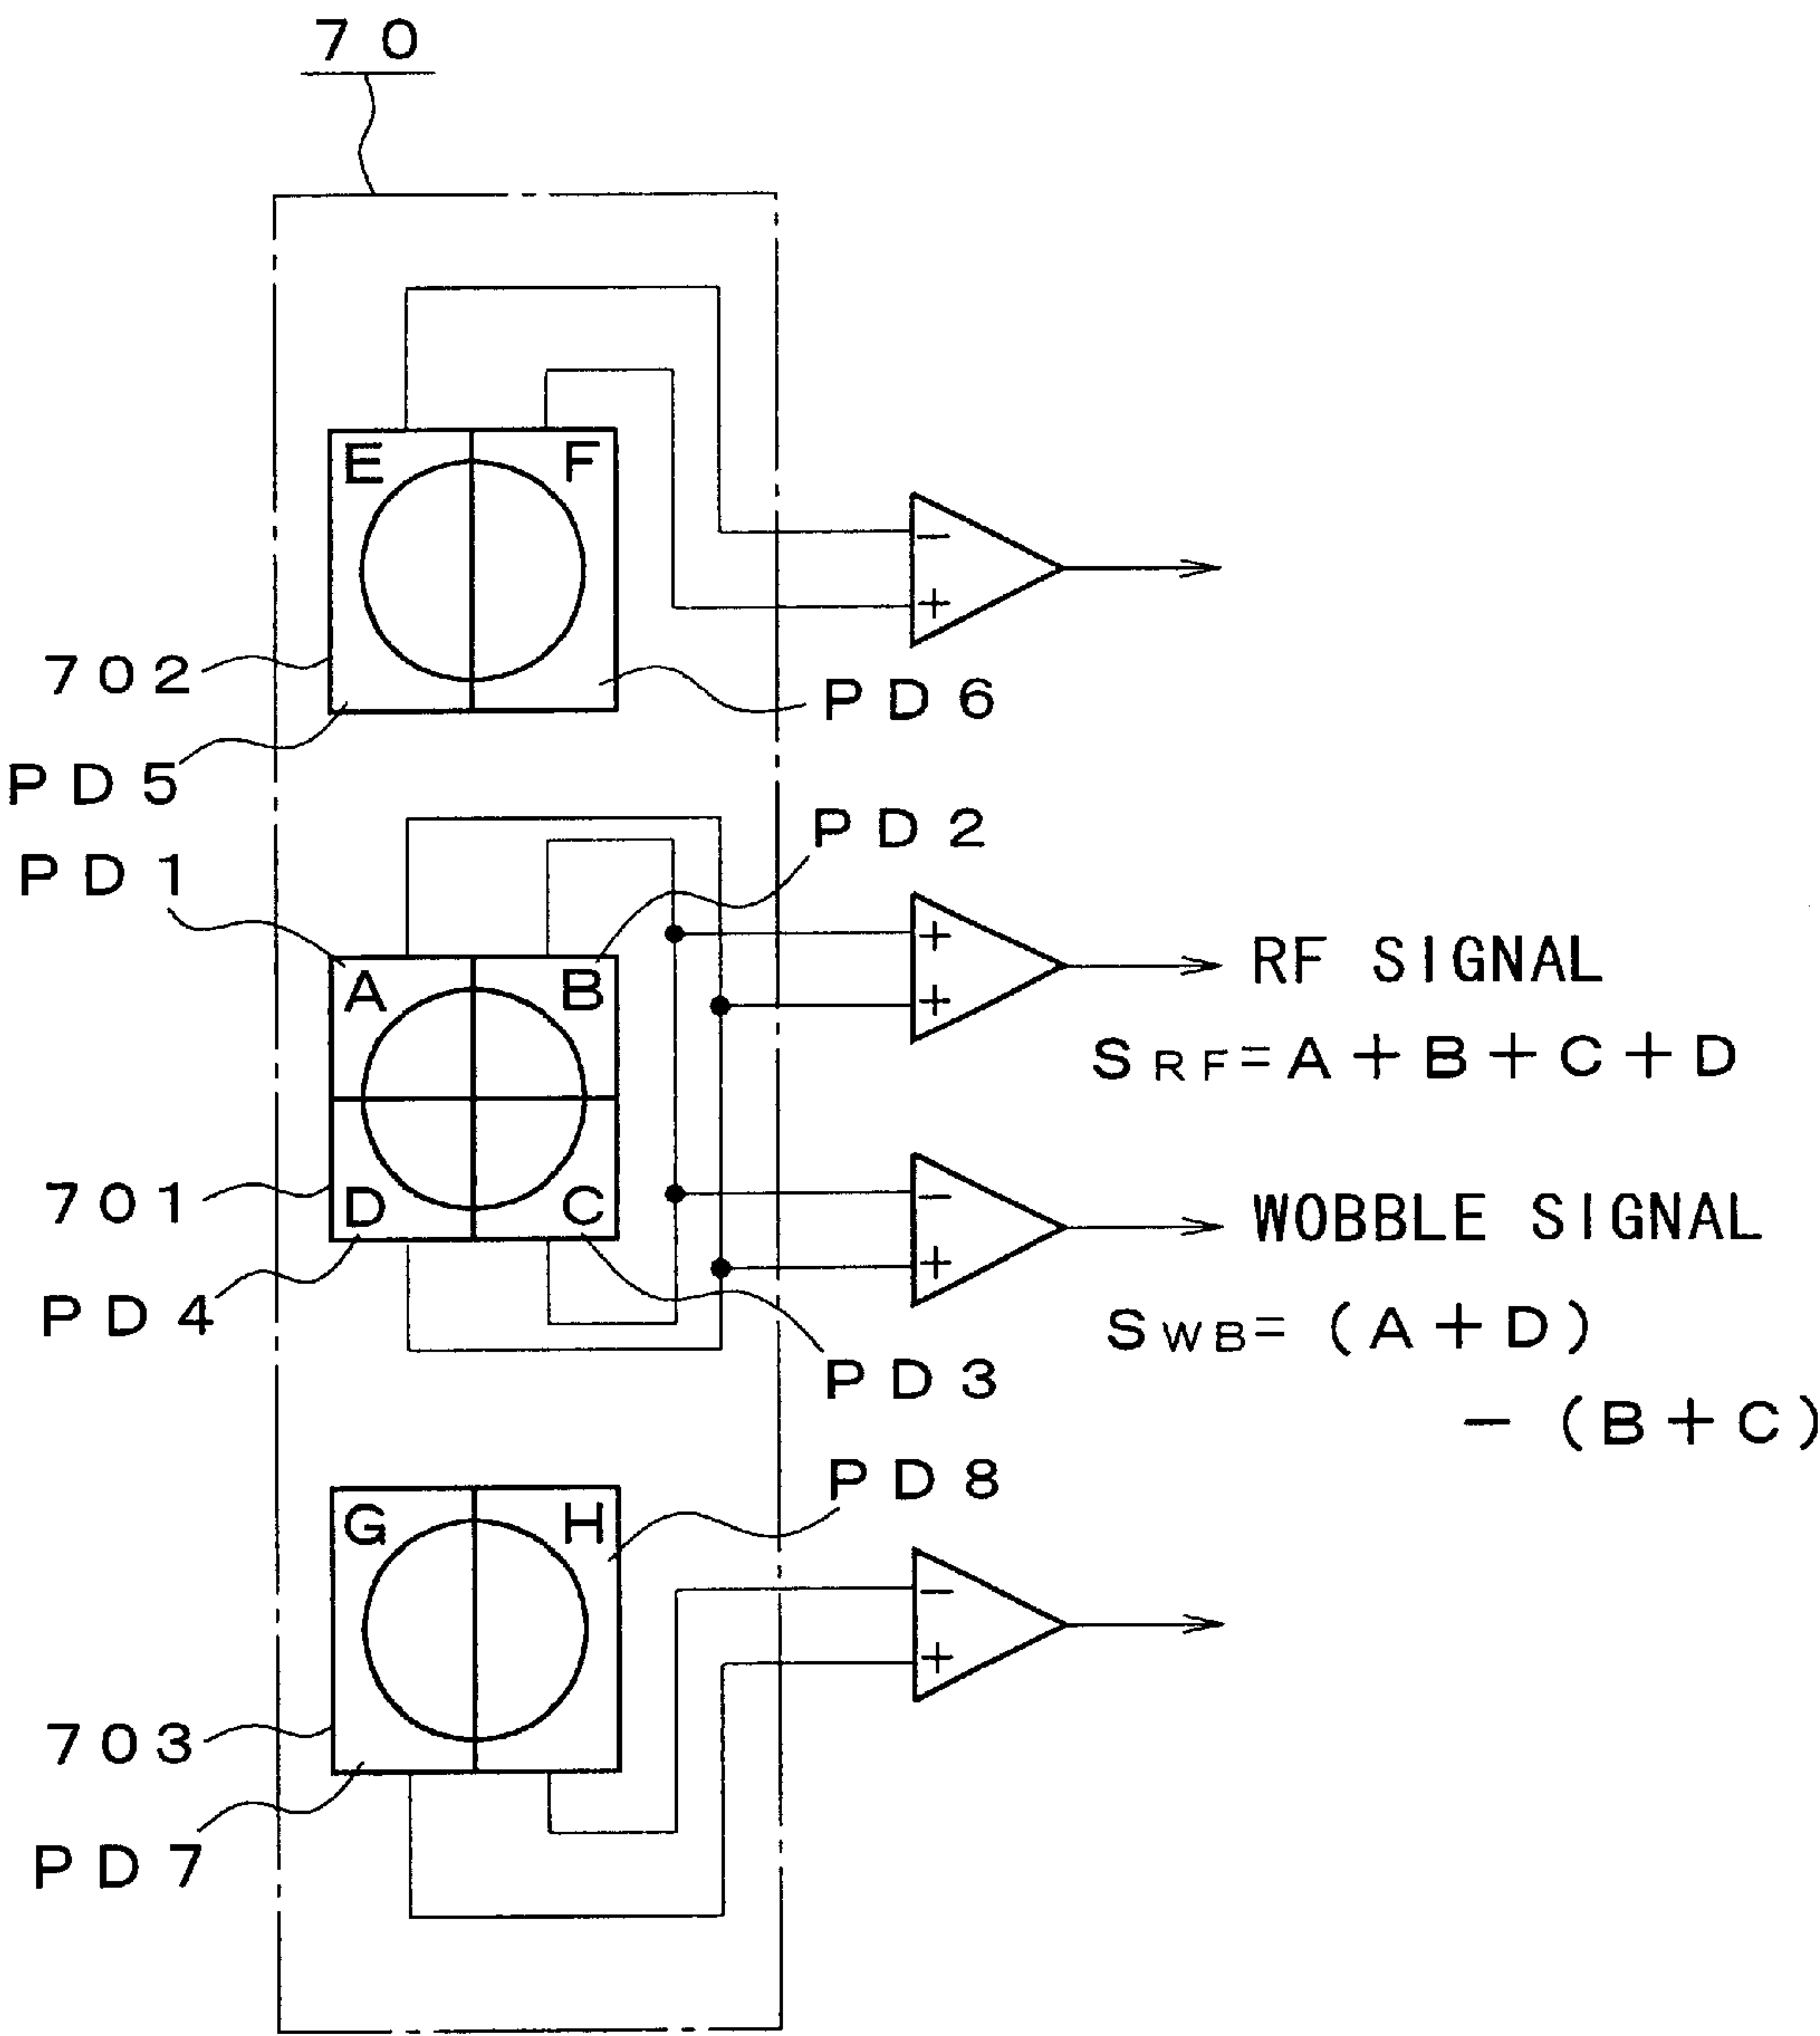 70
E F
−
+
702
PD6
PD5
PD2
PD1
A B
+
+
RF SIGNAL
SRF=A+B+C+D
701
D C
−
+
WOBBLE SIGNAL
PD4
SWB=(A+D)
PD3
−(B+C)
PD8
G H
−
+
703
PD7